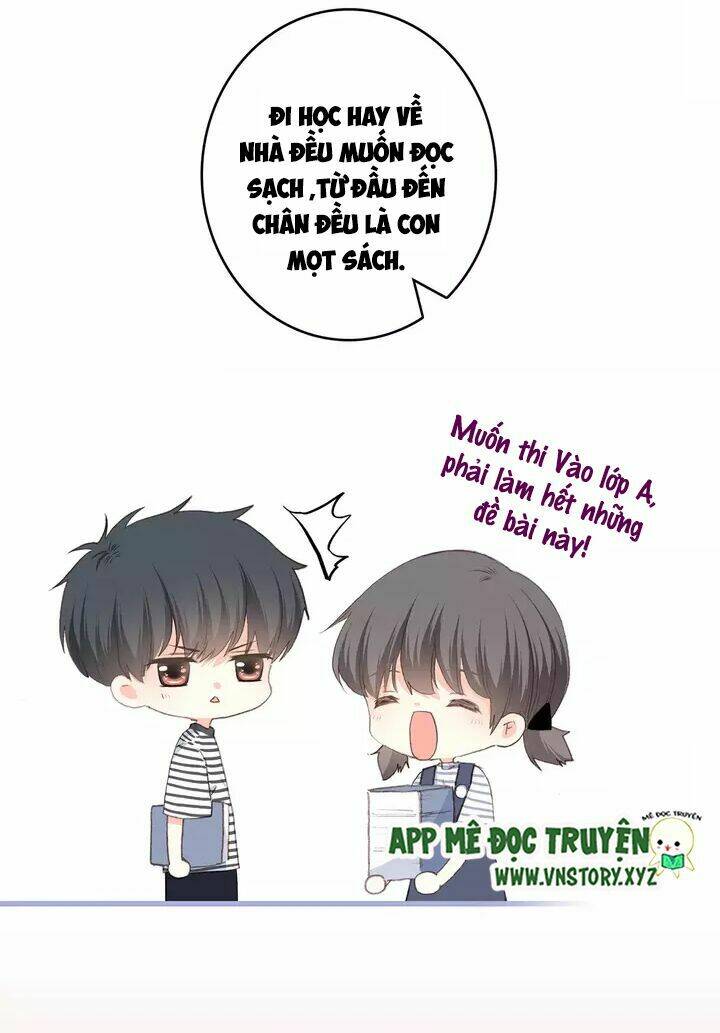 ĐI HỌC HAY VỀ
NHÀ ĐỀU MUỐN ĐỌC
SẠCH ,TỪ ĐẦU ĐẾN
CHÂN ĐỀU LÀ CON
MỌT SÁCH.
Muốn thi Vào lớp A,
phải làm hết những
đề bài này!
MÊ ĐỌC TRUYỆN
APP MÊ ĐỌC TRUYỆN
WWW.VNSTORY.XYZ